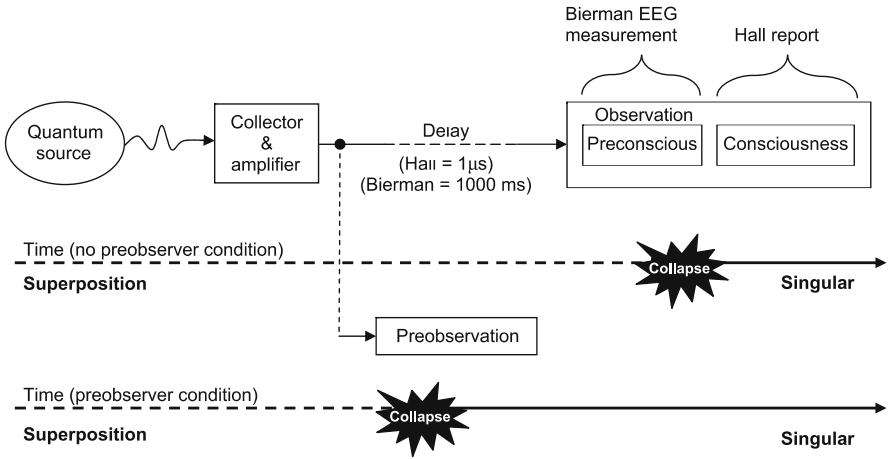 Bierman EEG
measurement
Hall report
Quantum
source
Collector
&
amplifier
Delay
(Hall = 1μs)
(Bierman = 1000 ms)
Observation
Preconscious
Consciousness
Time (no preobserver condition)
Superposition
Collapse
Singular
Preobservation
Time (preobserver condition)
Superposition
Collapse
Singular